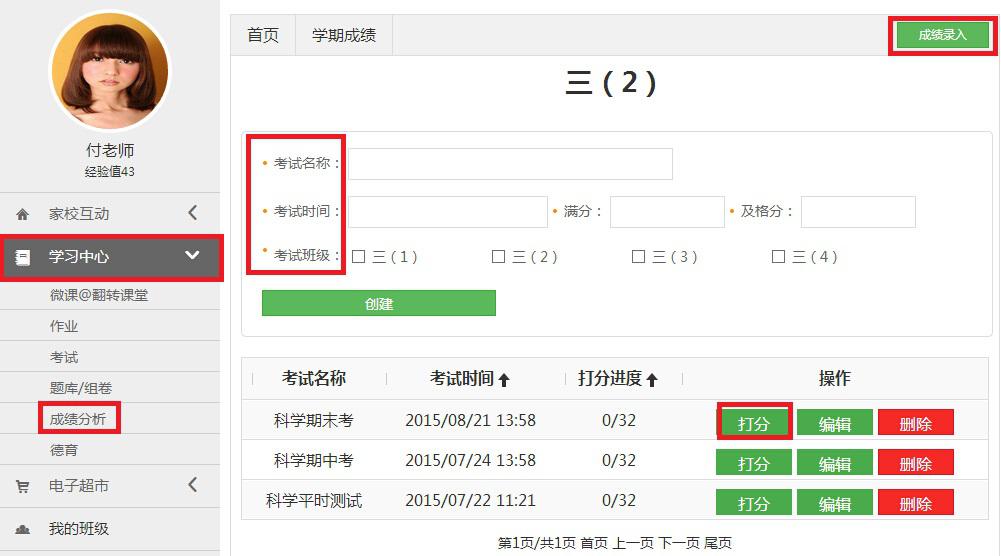 付老师
经验值43
家校互动
学习中心
微课@翻转课堂
作业
考试
题库/组卷
成绩分析
德育
电子超市
我的班级
首页 学期成绩 成绩录入
三（2）
考试名称：
考试时间： 满分： 及格分：
考试班级： 三（1） 三（2） 三（3） 三（4）
创建
考试名称 考试时间 打分进度 操作
科学期末考 2015/08/21 13:58 0/32 打分 编辑 删除
科学期中考 2015/07/24 13:58 0/32 打分 编辑 删除
科学平时测试 2015/07/22 11:21 0/32 打分 编辑 删除
第1页/共1页 首页 上一页 下一页 尾页